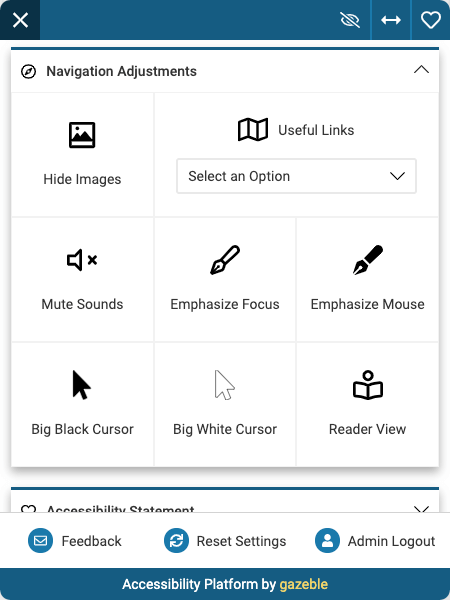 Navigation Adjustments
Hide Images
Useful Links
Select an Option
Mute Sounds
Emphasize Focus
Emphasize Mouse
Big Black Cursor
Big White Cursor
Reader View
Accessibility Statement
Feedback
Reset Settings
Admin Logout
Accessibility Platform by gazeble